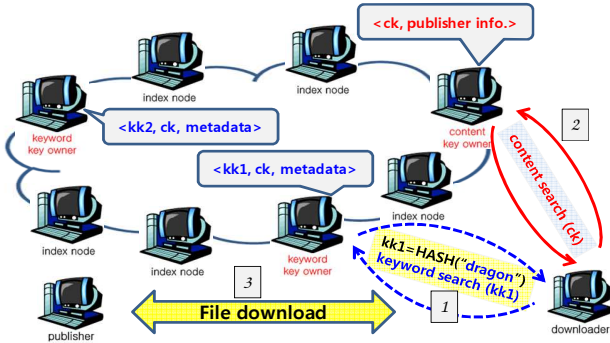 <ck, publisher info.>
index node
index node
keyword
key owner
<kk2, ck, metadata>
content
key owner
2
content search (ck)
<kk1, ck, metadata>
index node
index node
index node
keyword
key owner
kk1=HASH("dragon")
keyword search (kk1)
1
3
File download
publisher
downloader